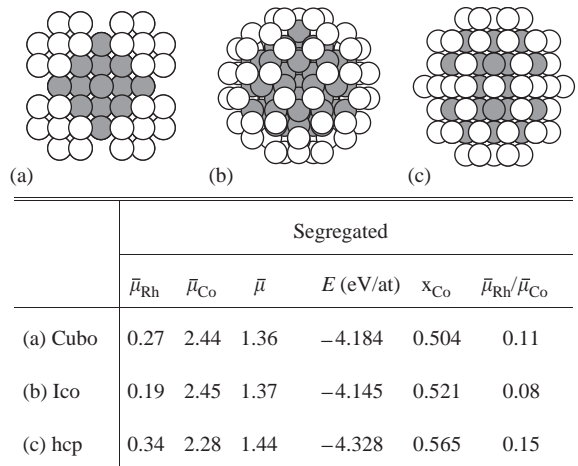 (a) (b) (c)
Segregated
μ̄Rh μ̄Co μ̄ E (eV/at) xCo μ̄Rh/μ̄Co
(a) Cubo 0.27 2.44 1.36 −4.184 0.504 0.11
(b) Ico 0.19 2.45 1.37 −4.145 0.521 0.08
(c) hcp 0.34 2.28 1.44 −4.328 0.565 0.15